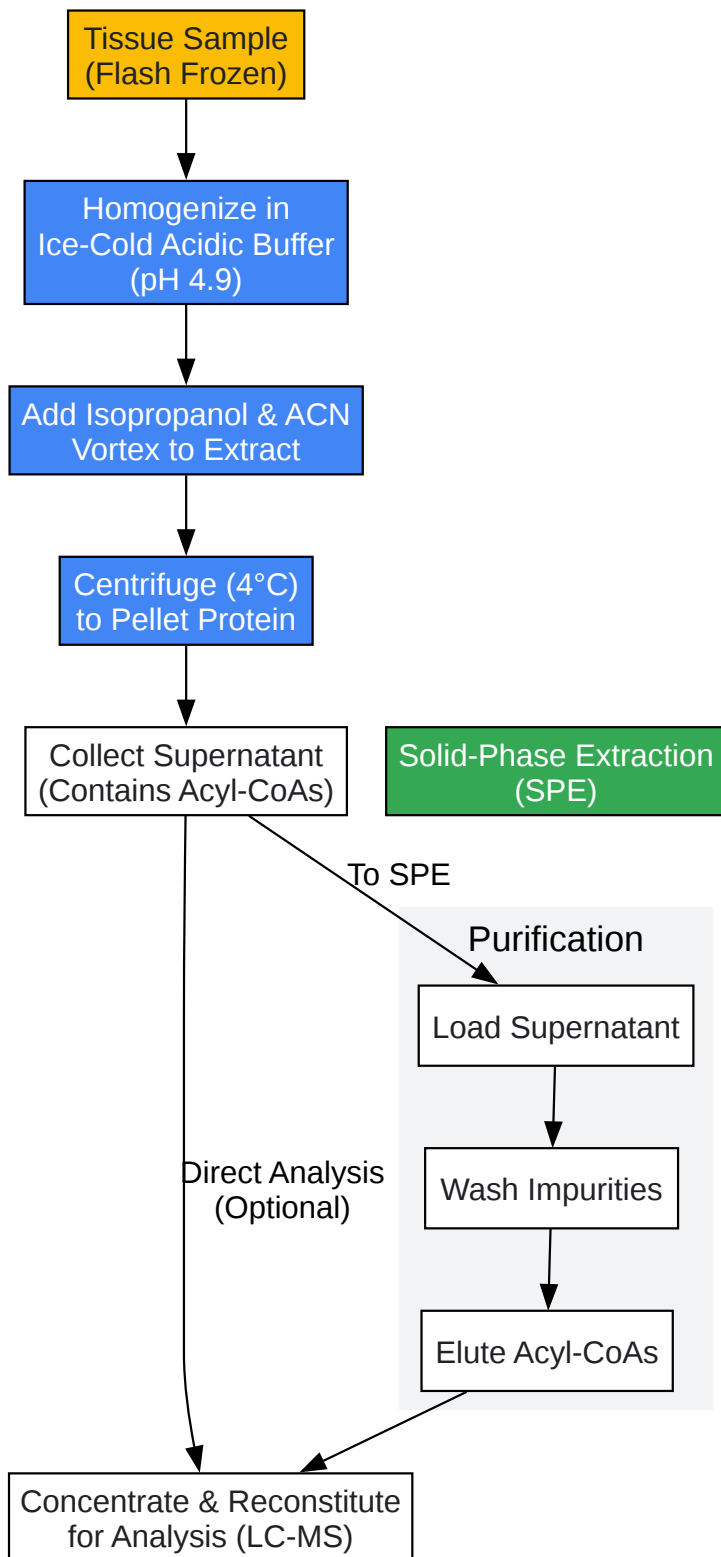 Tissue Sample
(Flash Frozen)
Homogenize in
Ice-Cold Acidic Buffer
(pH 4.9)
Add Isopropanol & ACN
Vortex to Extract
Centrifuge (4°C)
to Pellet Protein
Collect Supernatant
(Contains Acyl-CoAs)
Solid-Phase Extraction
(SPE)
To SPE
Purification
Load Supernatant
Wash Impurities
Direct Analysis
(Optional)
Elute Acyl-CoAs
Concentrate & Reconstitute
for Analysis (LC-MS)